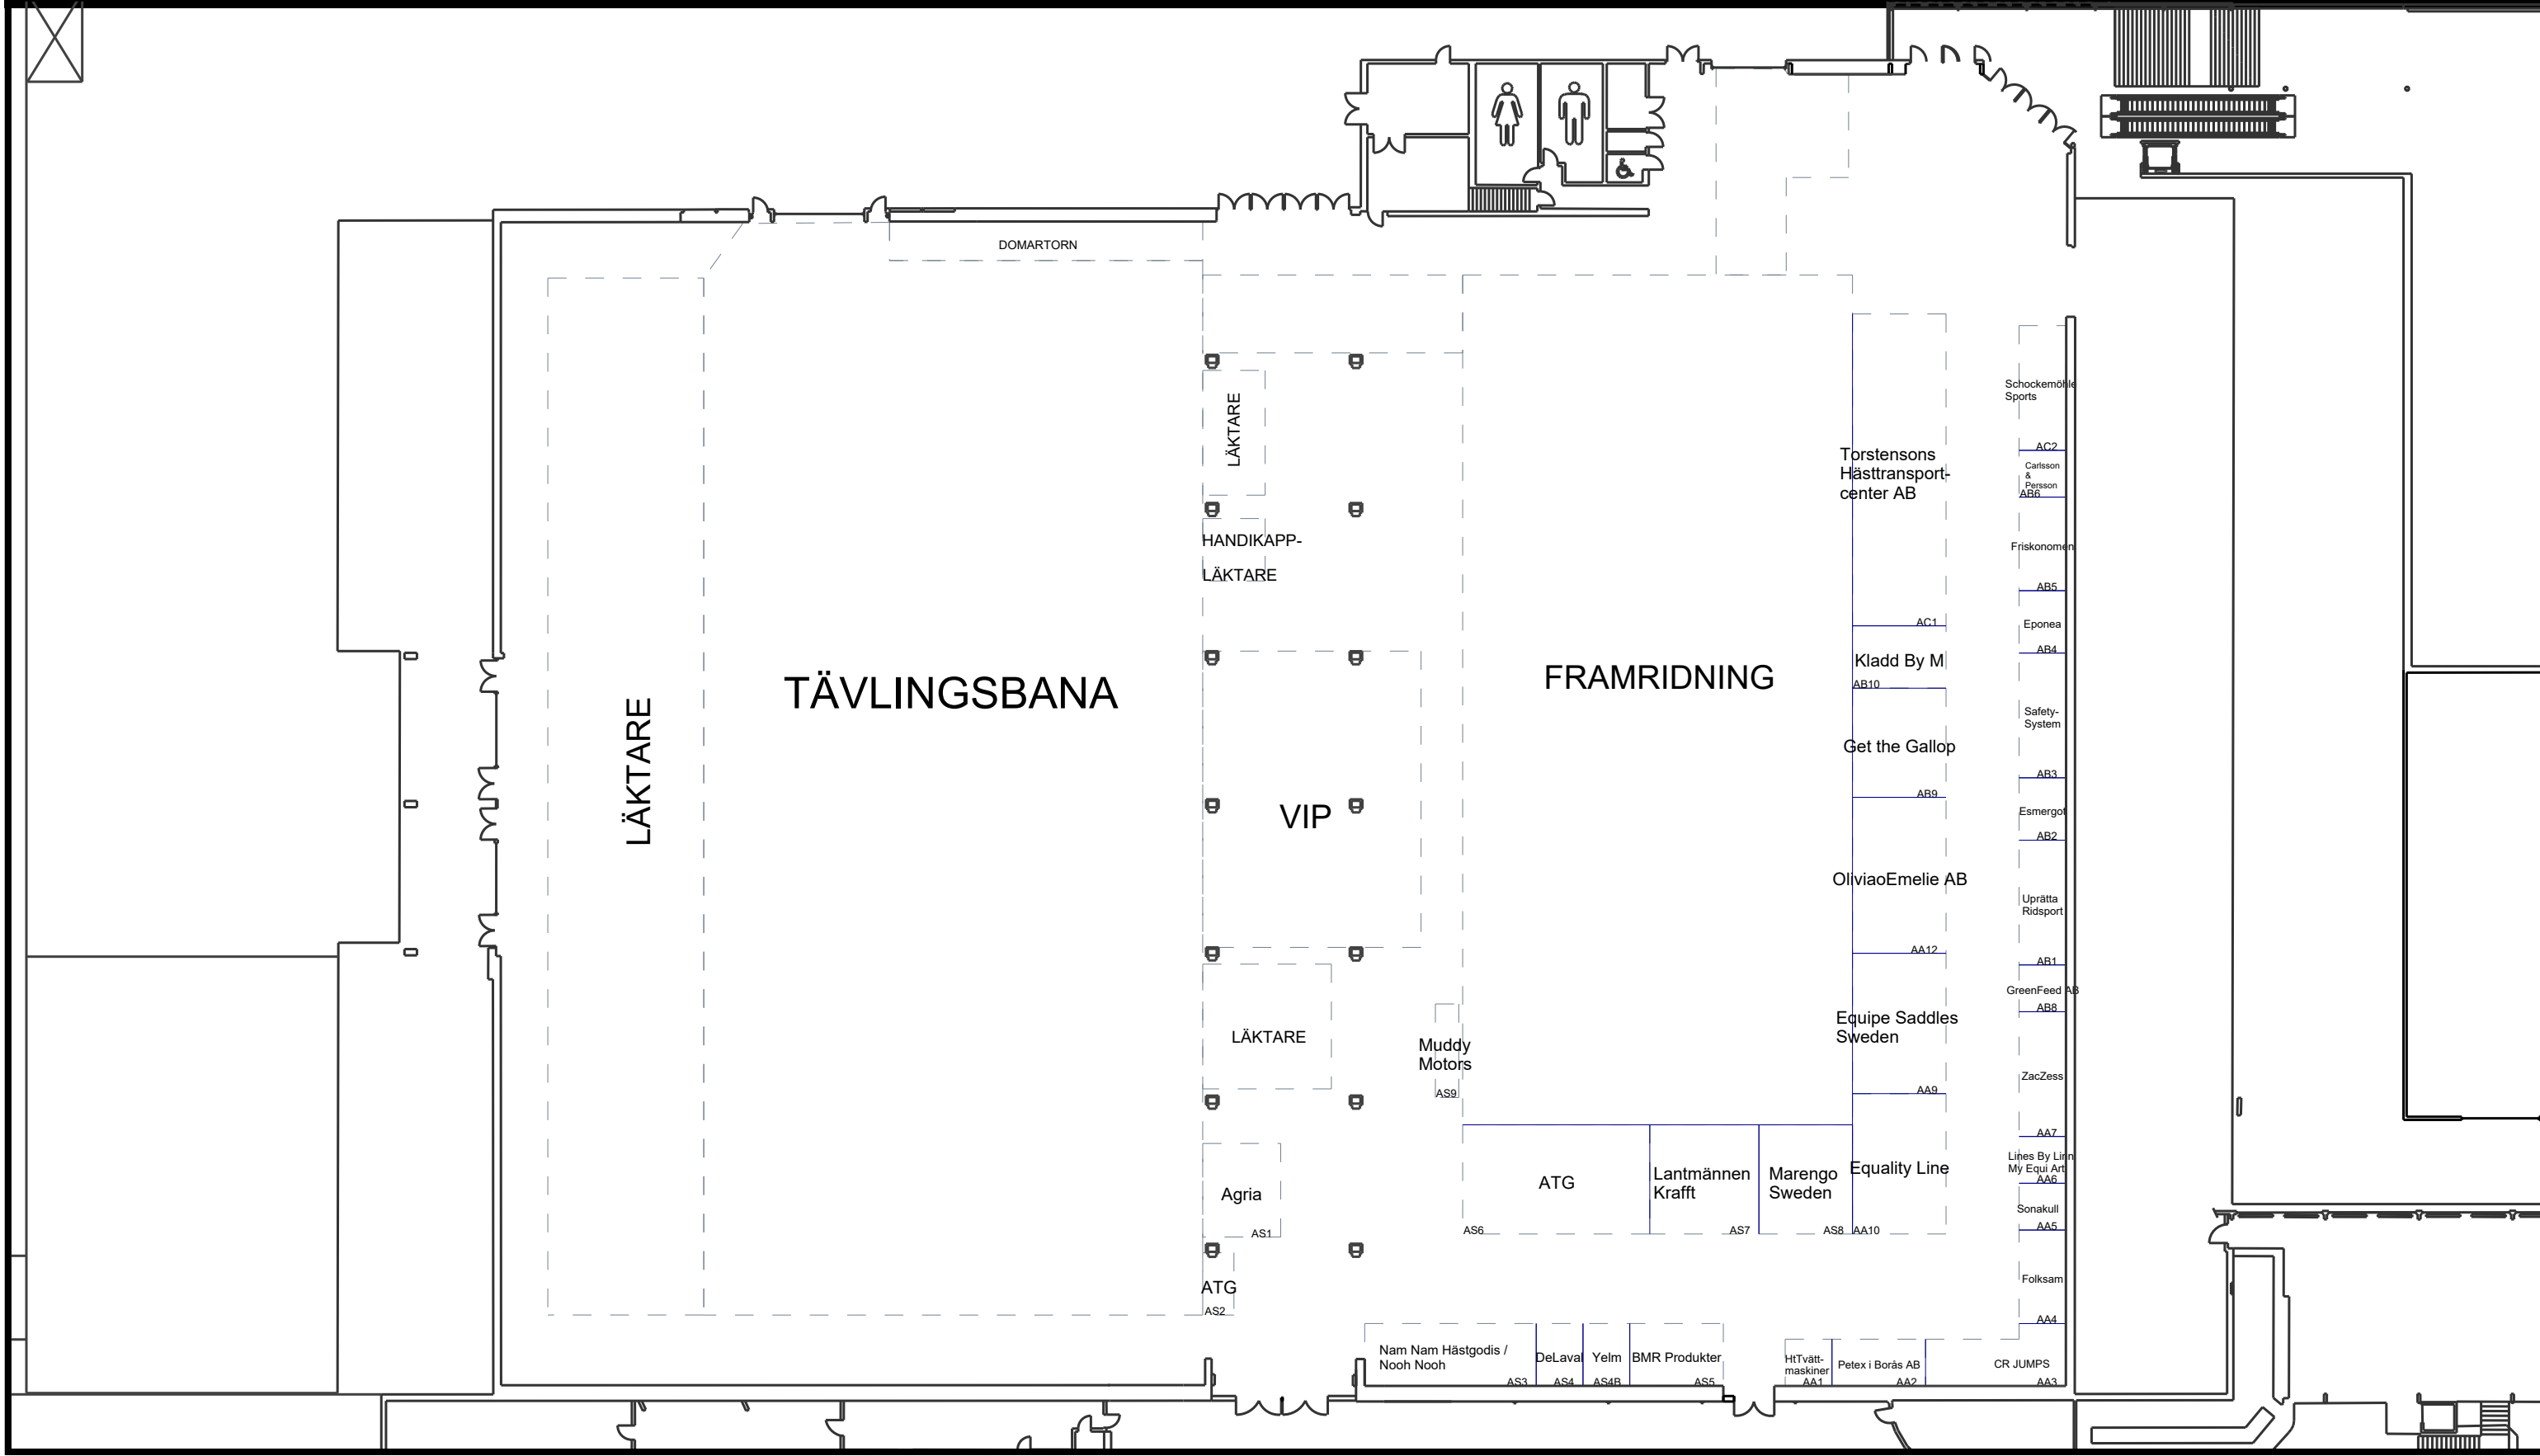 DOMARTORN
LÄKTARE
TÄVLINGSBANA
LÄKTARE
HANDIKAPP-
LÄKTARE
VIP
LÄKTARE
Agria
AS1
ATG
AS2
FRAMRIDNING
Muddy
Motors
AS9
ATG
AS6
Lantmännen
Krafft
AS7
Marengo
Sweden
AS8
Torstensons
Hästtransport-
center AB
AC1
Kladd By M
AB10
Get the Gallop
AB9
OliviaoEmelie AB
AA12
Equipe Saddles
Sweden
AA9
Equality Line
AA10
Schockemöhle
Sports
AC2
Carlsson
&
Persson
AB6
Friskonomen
AB5
Eponea
AB4
Safety-
System
AB3
Esmergot
AB2
Uprätta
Ridsport
AB1
GreenFeed AB
AB8
ZacZess
AA7
Lines By Linn
My Equi Art
AA6
Sonakull
AA5
Folksam
AA4
Nam Nam Hästgodis /
Nooh Nooh
AS3
DeLaval
AS4
Yelm
AS4B
BMR Produkter
AS5
HtTvätt-
maskiner
AA1
Petex i Borås AB
AA2
CR JUMPS
AA3